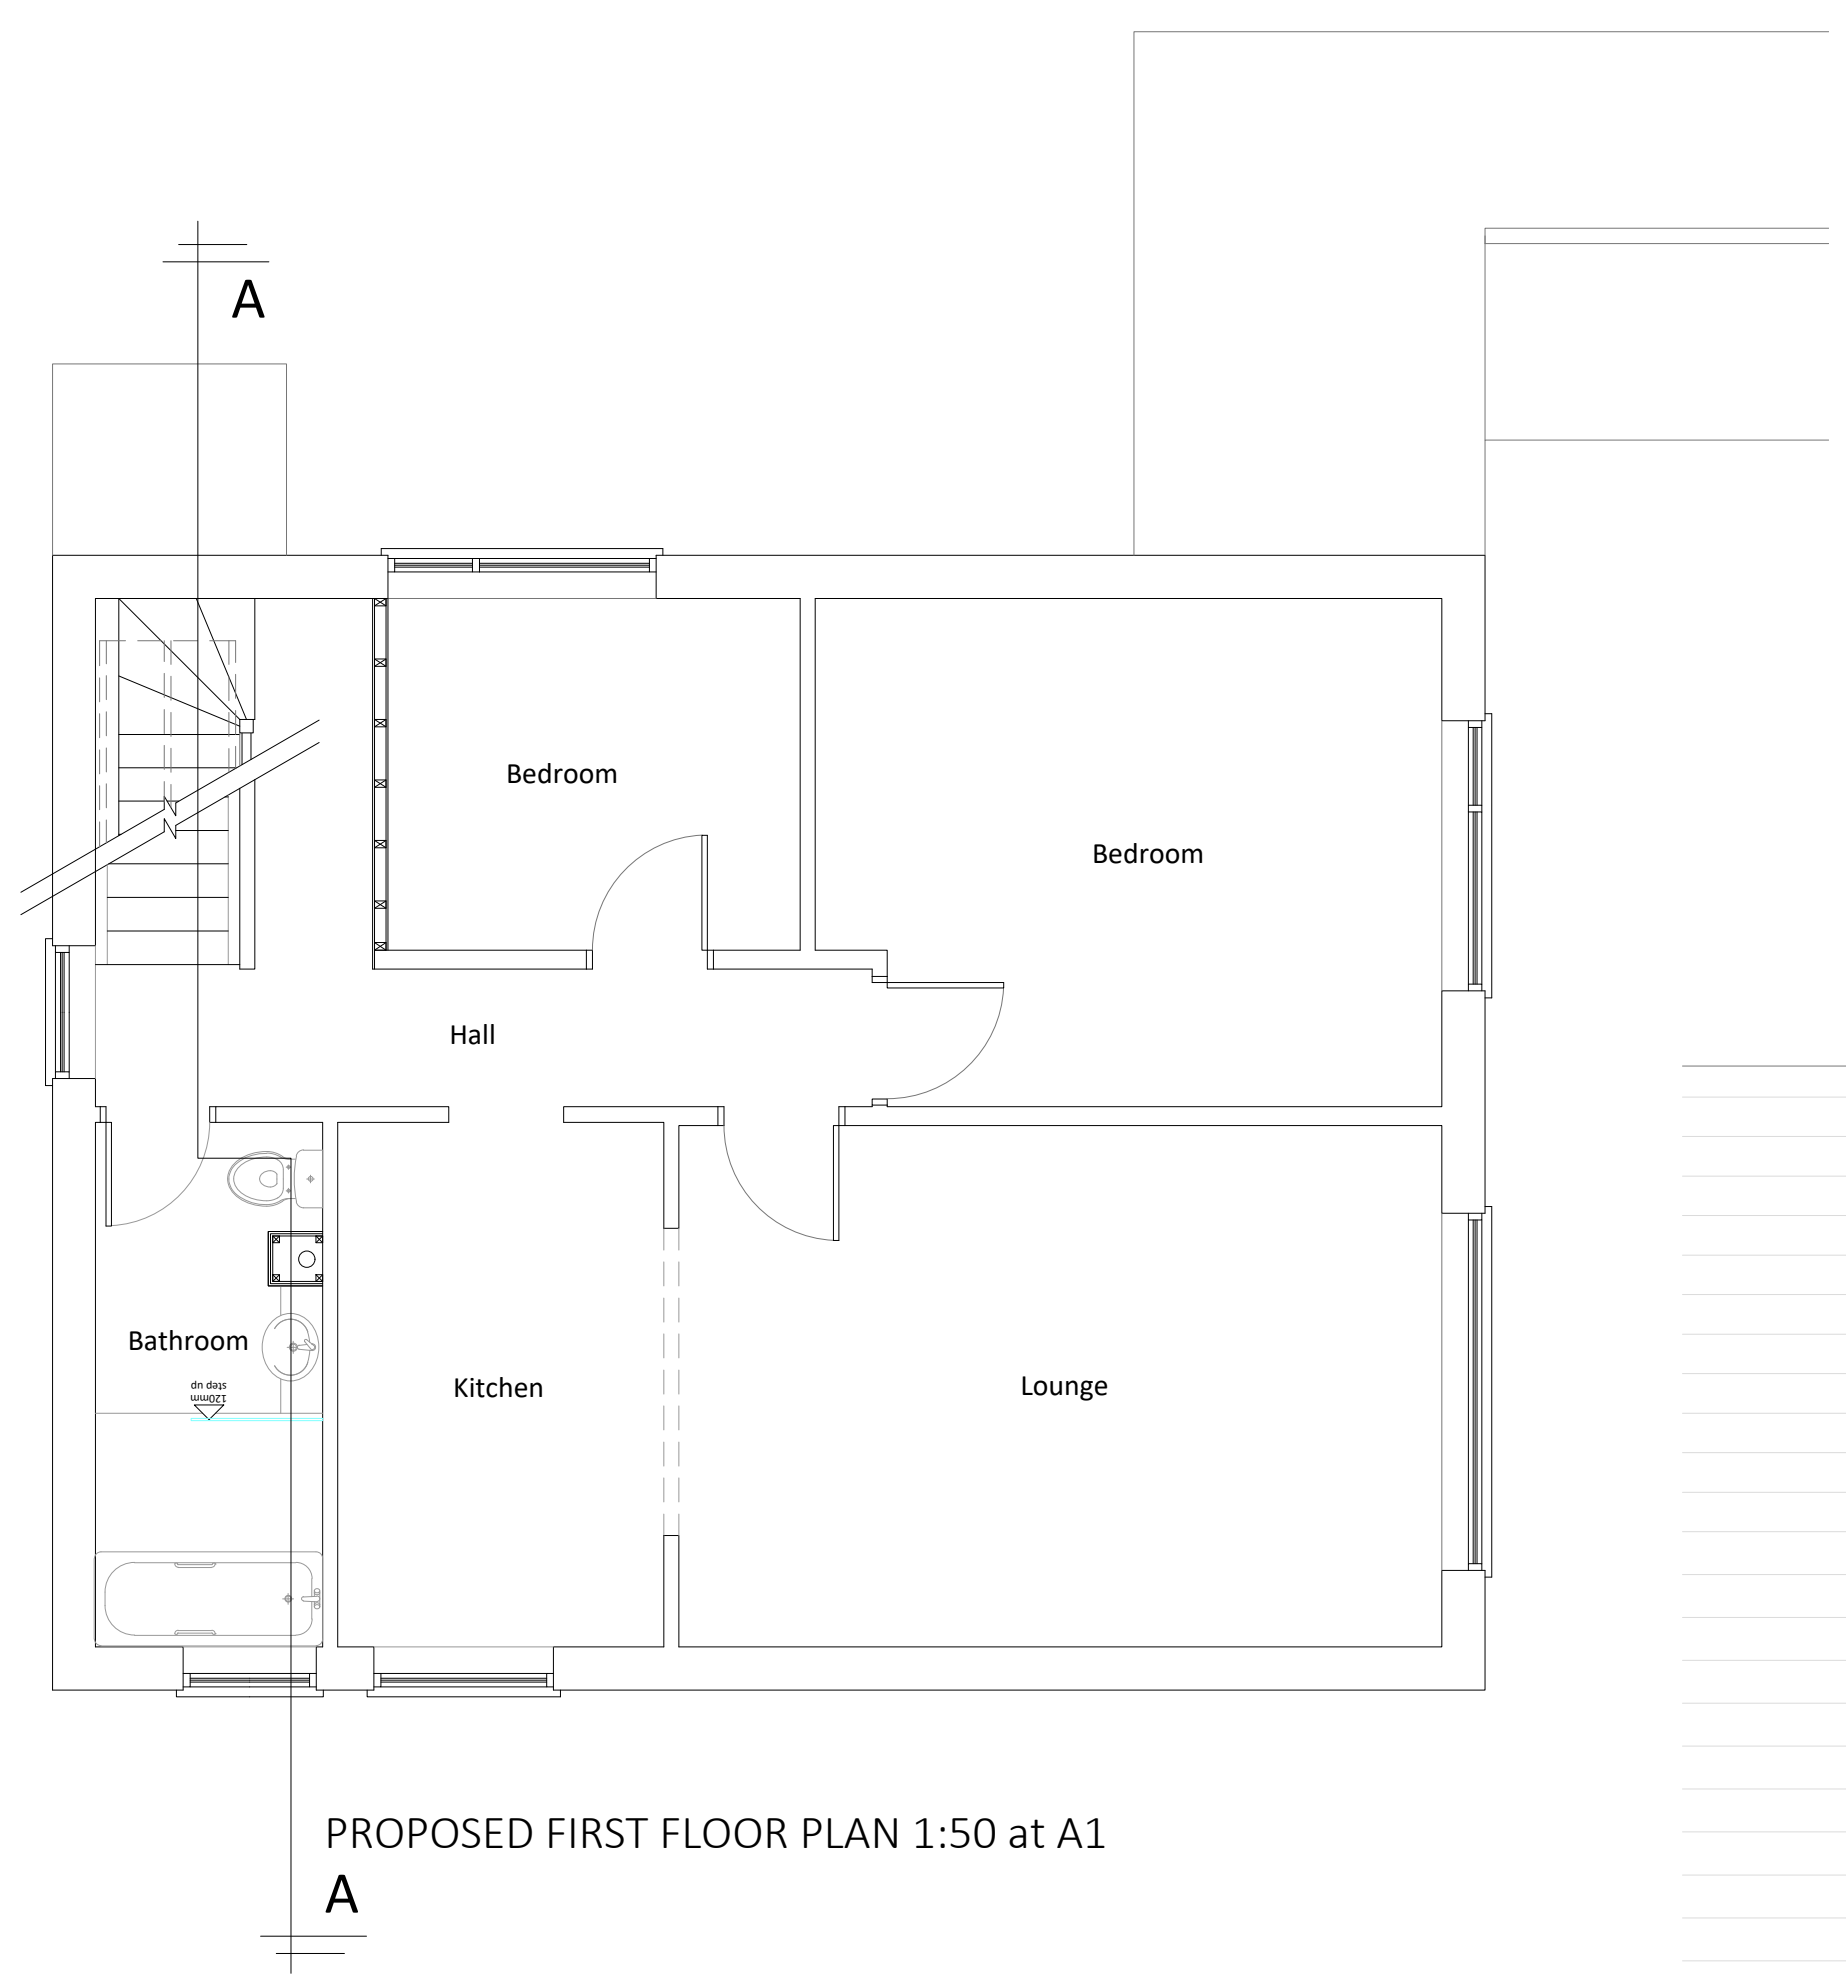 A
Bedroom
Bedroom
Hall
Bathroom
120mm
step up
Kitchen
Lounge
PROPOSED FIRST FLOOR PLAN 1:50 at A1
A